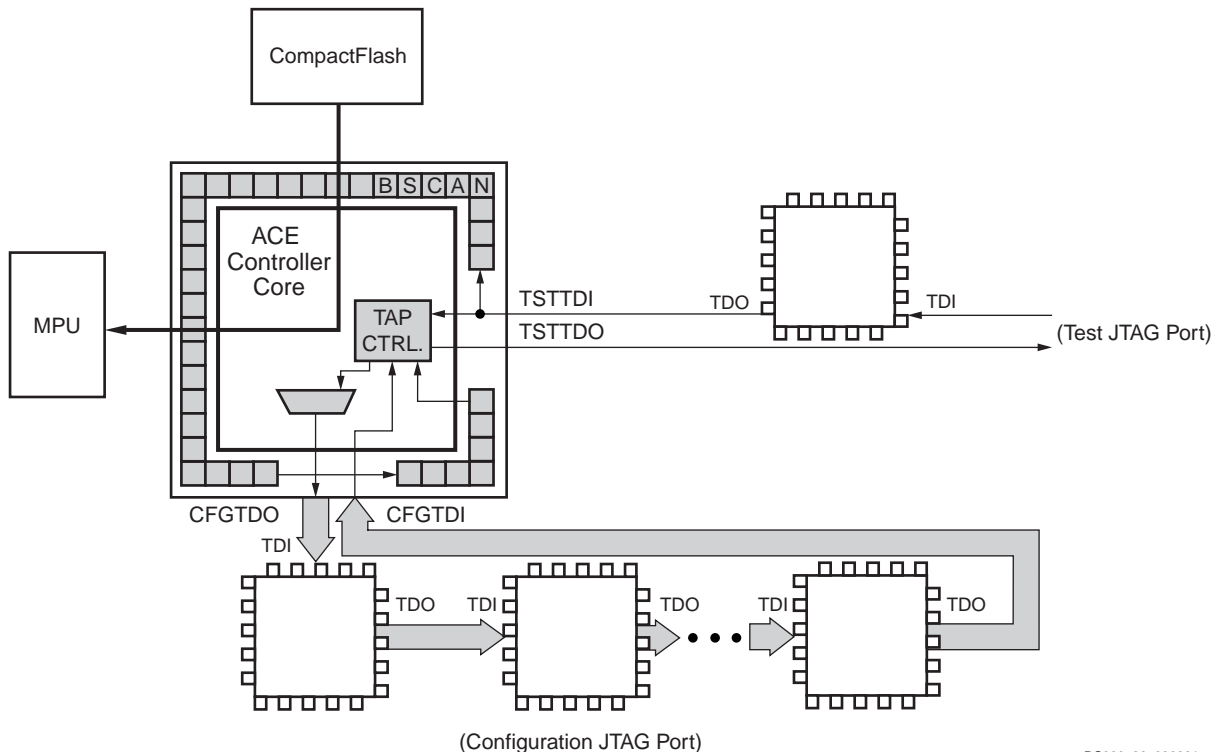 CompactFlash
B S C A N
ACE
Controller
Core
MPU
TAP
CTRL.
TSTTDI
TSTTDO
TDO
TDI
(Test JTAG Port)
CFGTDO
CFGTDI
TDI
TDO
TDI
TDO
TDI
TDO
(Configuration JTAG Port)